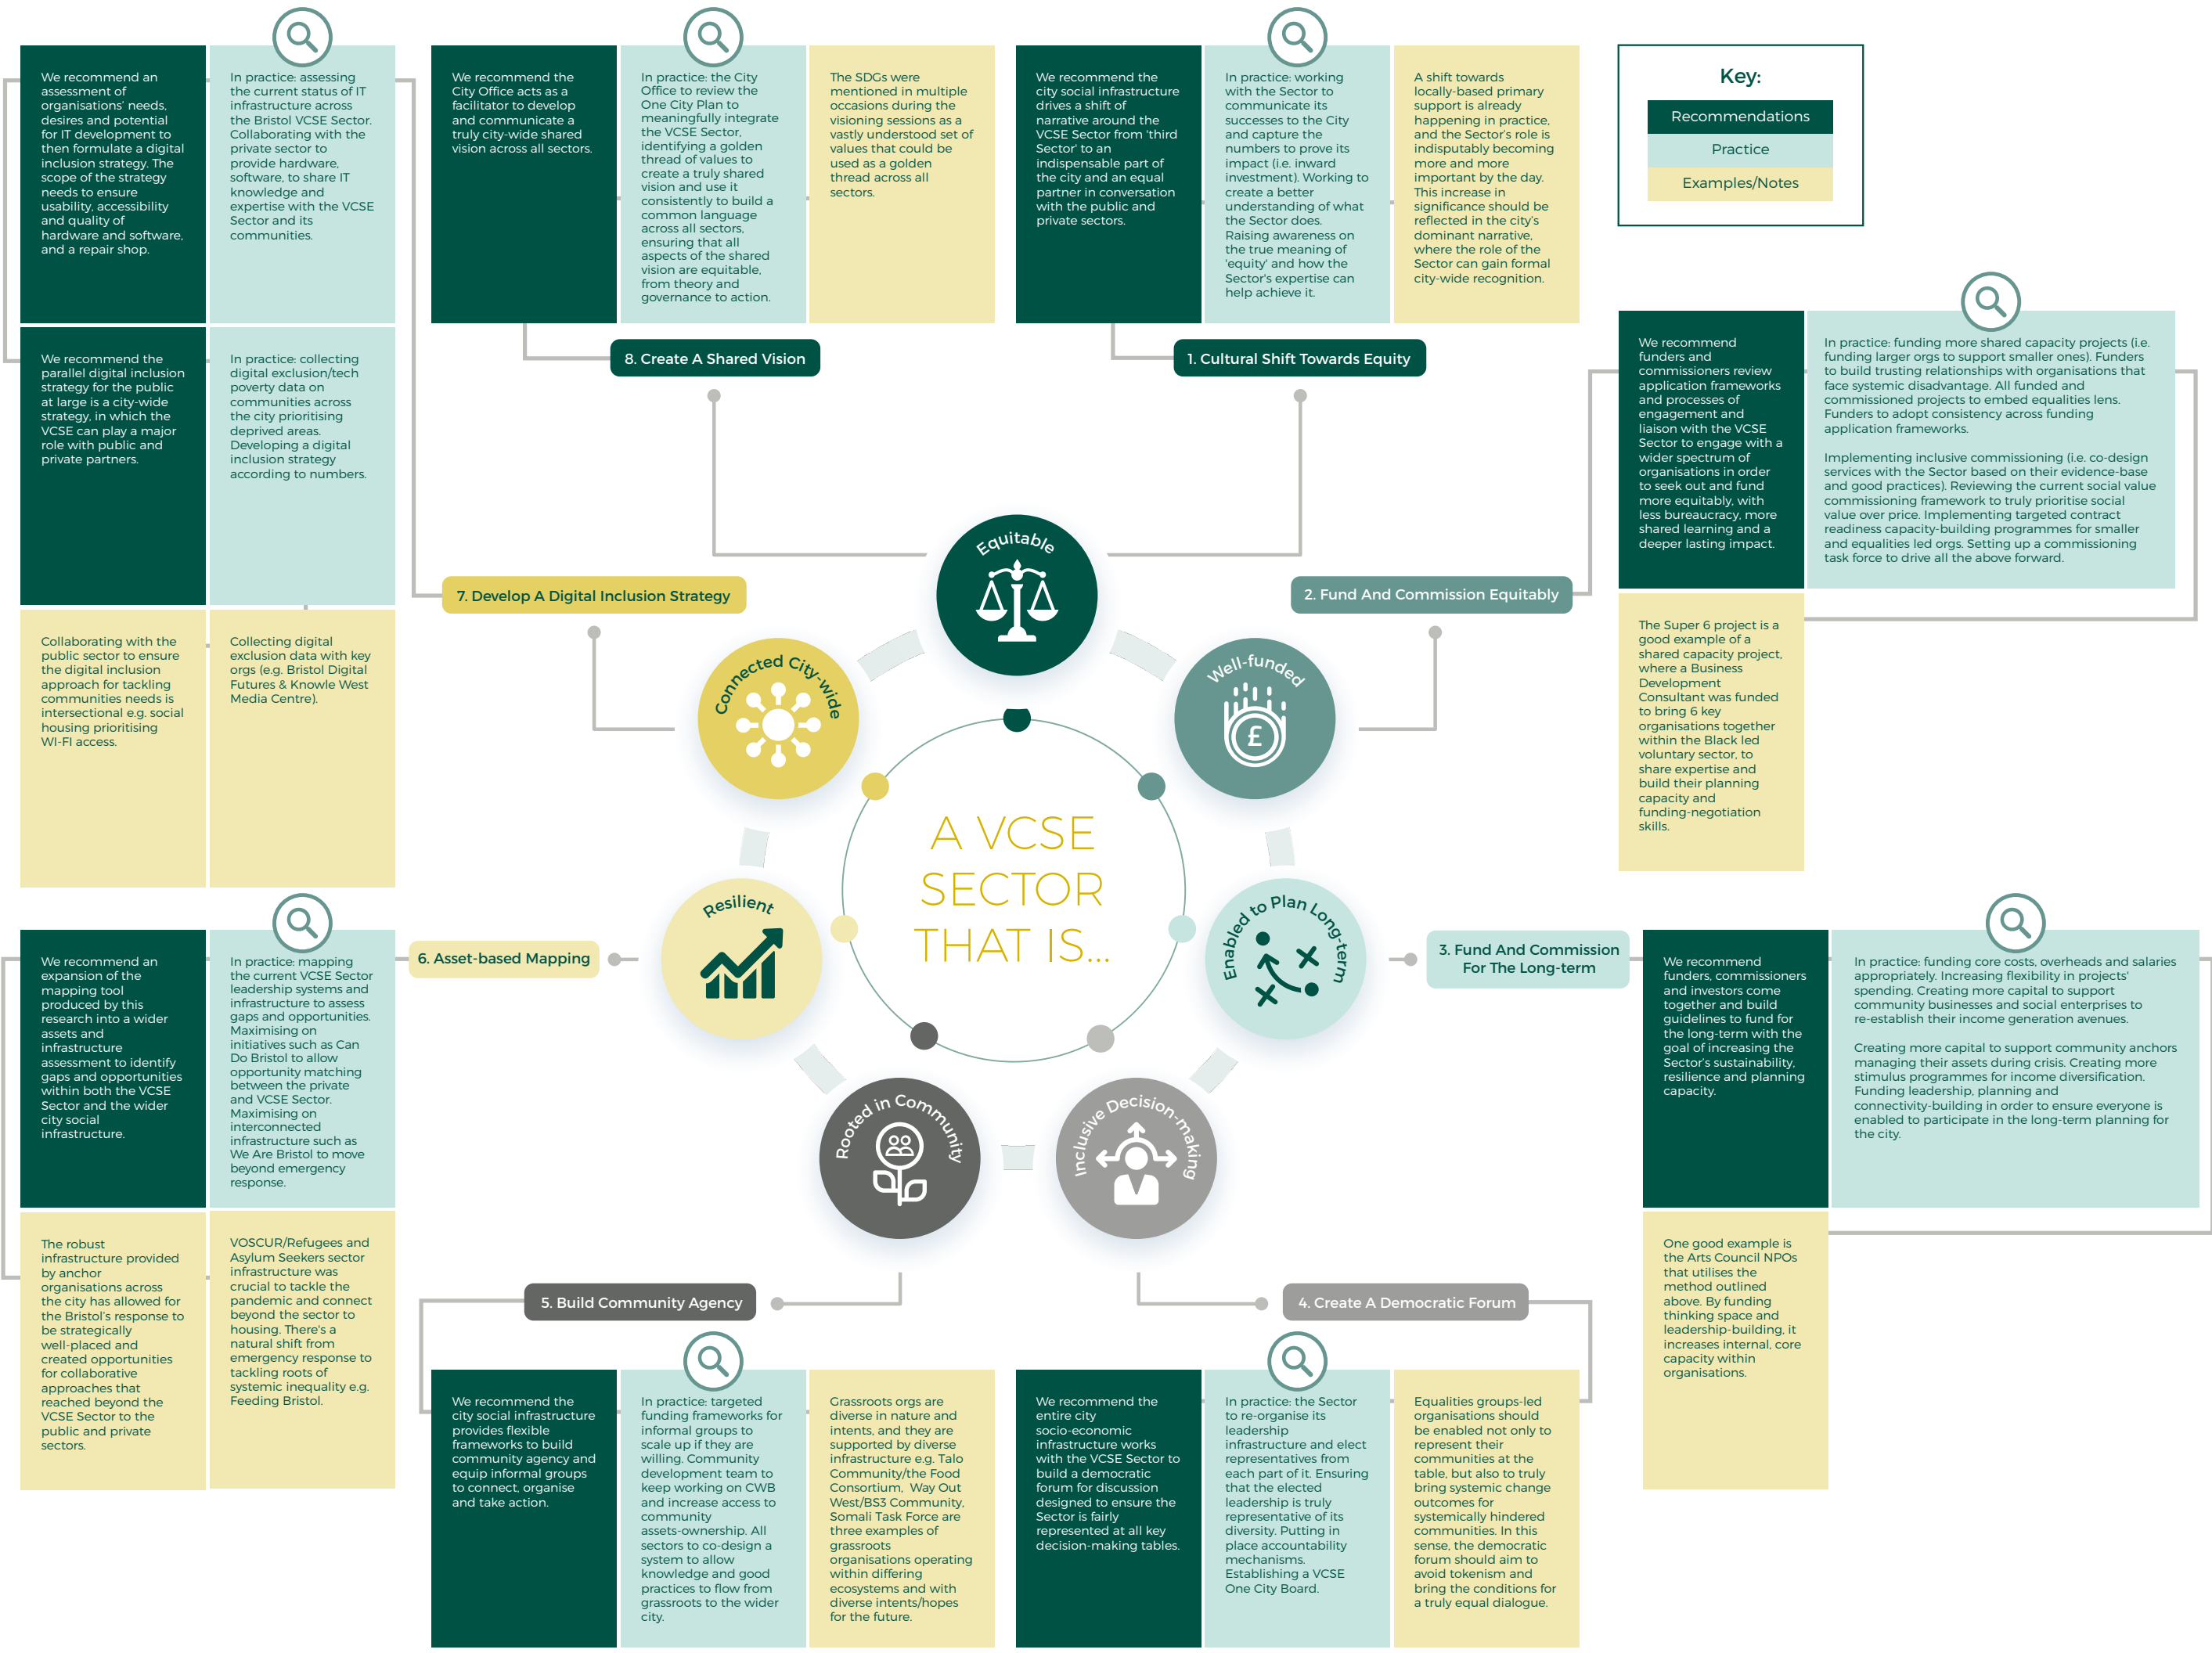 We recommend an
assessment of
organisations' needs,
desires and potential
for IT development to
then formulate a digital
inclusion strategy. The
scope of the strategy
needs to ensure
usability, accessibility
and quality of
hardware and software,
and a repair shop.
In practice: assessing
the current status of IT
infrastructure across
the Bristol VCSE Sector.
Collaborating with the
private sector to
provide hardware,
software, to share IT
knowledge and
expertise with the VCSE
Sector and its
communities.
We recommend the
City Office acts as a
facilitator to develop
and communicate a
truly city-wide shared
vision across all sectors.
In practice: the City
Office to review the
One City Plan to
meaningfully integrate
the VCSE Sector,
identifying a golden
thread of values to
create a truly shared
vision and use it
consistently to build a
common language
across all sectors,
ensuring that all
aspects of the shared
vision are equitable,
from theory and
governance to action.
The SDGs were
mentioned in multiple
occasions during the
visioning sessions as a
vastly understood set of
values that could be
used as a golden
thread across all
sectors.
We recommend the
city social infrastructure
drives a shift of
narrative around the
VCSE Sector from 'third
Sector' to an
indispensable part of
the city and an equal
partner in conversation
with the public and
private sectors.
In practice: working
with the Sector to
communicate its
successes to the City
and capture the
numbers to prove its
impact (i.e. inward
investment). Working to
create a better
understanding of what
the Sector does.
Raising awareness on
the true meaning of
'equity' and how the
Sector's expertise can
help achieve it.
A shift towards
locally-based primary
support is already
happening in practice,
and the Sector's role is
indisputably becoming
more and more
important by the day.
This increase in
significance should be
reflected in the city's
dominant narrative,
where the role of the
Sector can gain formal
city-wide recognition.
Key:
Recommendations
Practice
Examples/Notes
We recommend the
parallel digital inclusion
strategy for the public
at large is a city-wide
strategy, in which the
VCSE can play a major
role with public and
private partners.
In practice: collecting
digital exclusion/tech
poverty data on
communities across
the city prioritising
deprived areas.
Developing a digital
inclusion strategy
according to numbers.
8. Create A Shared Vision
1. Cultural Shift Towards Equity
We recommend
funders and
commissioners review
application frameworks
and processes of
engagement and
liaison with the VCSE
Sector to engage with a
wider spectrum of
organisations in order
to seek out and fund
more equitably, with
less bureaucracy, more
shared learning and a
deeper lasting impact.
In practice: funding more shared capacity projects (i.e.
funding larger orgs to support smaller ones). Funders
to build trusting relationships with organisations that
face systemic disadvantage. All funded and
commissioned projects to embed equalities lens.
Funders to adopt consistency across funding
application frameworks.
Implementing inclusive commissioning (i.e. co-design
services with the Sector based on their evidence-base
and good practices). Reviewing the current social value
commissioning framework to truly prioritise social
value over price. Implementing targeted contract
readiness capacity-building programmes for smaller
and equalities led orgs. Setting up a commissioning
task force to drive all the above forward.
7. Develop A Digital Inclusion Strategy
Equitable
2. Fund And Commission Equitably
Collaborating with the
public sector to ensure
the digital inclusion
approach for tackling
communities needs is
intersectional e.g. social
housing prioritising
WI-FI access.
Collecting digital
exclusion data with key
orgs (e.g. Bristol Digital
Futures & Knowle West
Media Centre).
The Super 6 project is a
good example of a
shared capacity project,
where a Business
Development
Consultant was funded
to bring 6 key
organisations together
within the Black led
voluntary sector, to
share expertise and
build their planning
capacity and
funding-negotiation
skills.
Connected City-wide
Well-funded
£
A VCSE
SECTOR
THAT IS...
Resilient
Enabled to Plan Long-term
6. Asset-based Mapping
3. Fund And Commission
For The Long-term
We recommend an
expansion of the
mapping tool
produced by this
research into a wider
assets and
infrastructure
assessment to identify
gaps and opportunities
within both the VCSE
Sector and the wider
city social
infrastructure.
In practice: mapping
the current VCSE Sector
leadership systems and
infrastructure to assess
gaps and opportunities.
Maximising on
initiatives such as Can
Do Bristol to allow
opportunity matching
between the private
and VCSE Sector.
Maximising on
interconnected
infrastructure such as
We Are Bristol to move
beyond emergency
response.
We recommend
funders, commissioners
and investors come
together and build
guidelines to fund for
the long-term with the
goal of increasing the
Sector's sustainability,
resilience and planning
capacity.
In practice: funding core costs, overheads and salaries
appropriately. Increasing flexibility in projects'
spending. Creating more capital to support
community businesses and social enterprises to
re-establish their income generation avenues.
Creating more capital to support community anchors
managing their assets during crisis. Creating more
stimulus programmes for income diversification.
Funding leadership, planning and
connectivity-building in order to ensure everyone is
enabled to participate in the long-term planning for
the city.
Rooted in Community
Inclusive Decision-making
The robust
infrastructure provided
by anchor
organisations across
the city has allowed for
the Bristol's response to
be strategically
well-placed and
created opportunities
for collaborative
approaches that
reached beyond the
VCSE Sector to the
public and private
sectors.
VOSCUR/Refugees and
Asylum Seekers sector
infrastructure was
crucial to tackle the
pandemic and connect
beyond the sector to
housing. There's a
natural shift from
emergency response to
tackling roots of
systemic inequality e.g.
Feeding Bristol.
One good example is
the Arts Council NPOs
that utilises the
method outlined
above. By funding
thinking space and
leadership-building, it
increases internal, core
capacity within
organisations.
5. Build Community Agency
4. Create A Democratic Forum
We recommend the
city social infrastructure
provides flexible
frameworks to build
community agency and
equip informal groups
to connect, organise
and take action.
In practice: targeted
funding frameworks for
informal groups to
scale up if they are
willing. Community
development team to
keep working on CWB
and increase access to
community
assets-ownership. All
sectors to co-design a
system to allow
knowledge and good
practices to flow from
grassroots to the wider
city.
Grassroots orgs are
diverse in nature and
intents, and they are
supported by diverse
infrastructure e.g. Talo
Community/the Food
Consortium, Way Out
West/BS3 Community,
Somali Task Force are
three examples of
grassroots
organisations operating
within differing
ecosystems and with
diverse intents/hopes
for the future.
We recommend the
entire city
socio-economic
infrastructure works
with the VCSE Sector to
build a democratic
forum for discussion
designed to ensure the
Sector is fairly
represented at all key
decision-making tables.
In practice: the Sector
to re-organise its
leadership
infrastructure and elect
representatives from
each part of it. Ensuring
that the elected
leadership is truly
representative of its
diversity. Putting in
place accountability
mechanisms.
Establishing a VCSE
One City Board.
Equalities groups-led
organisations should
be enabled not only to
represent their
communities at the
table, but also to truly
bring systemic change
outcomes for
systemically hindered
communities. In this
sense, the democratic
forum should aim to
avoid tokenism and
bring the conditions for
a truly equal dialogue.